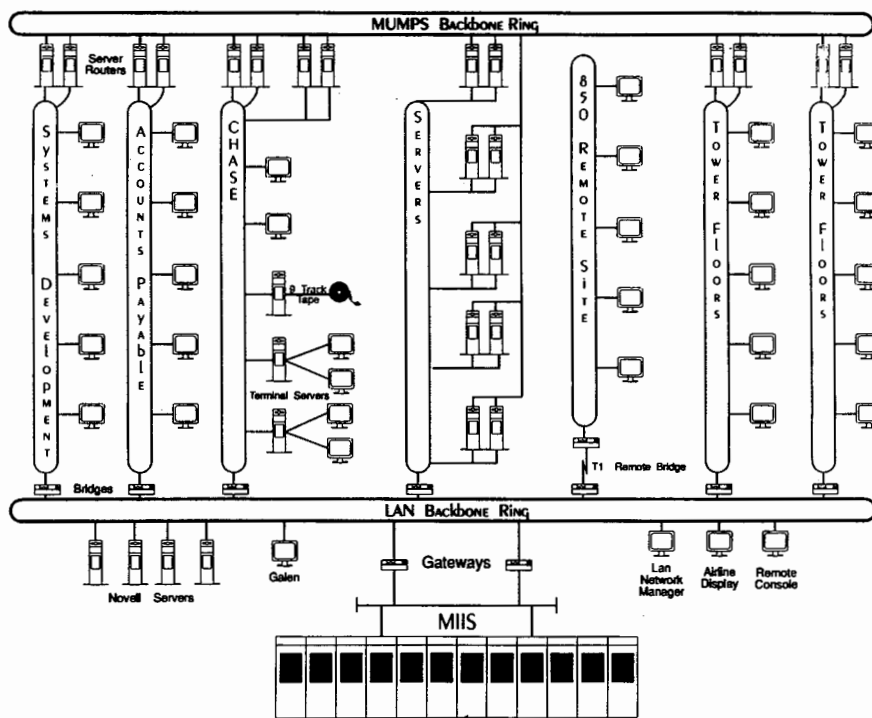 MUMPS Backbone Ring
Server
Routers
Systems Development
Accounts Payable
CHASE
Servers
850 Remote Site
Tower Floors
Tower Floors
9 Track
Tape
Terminal Servers
Bridges
T1 Remote Bridge
LAN Backbone Ring
Novell Servers
Galen
Gateways
Lan
Network
Manager
Airline
Display
Remote
Console
MIIS